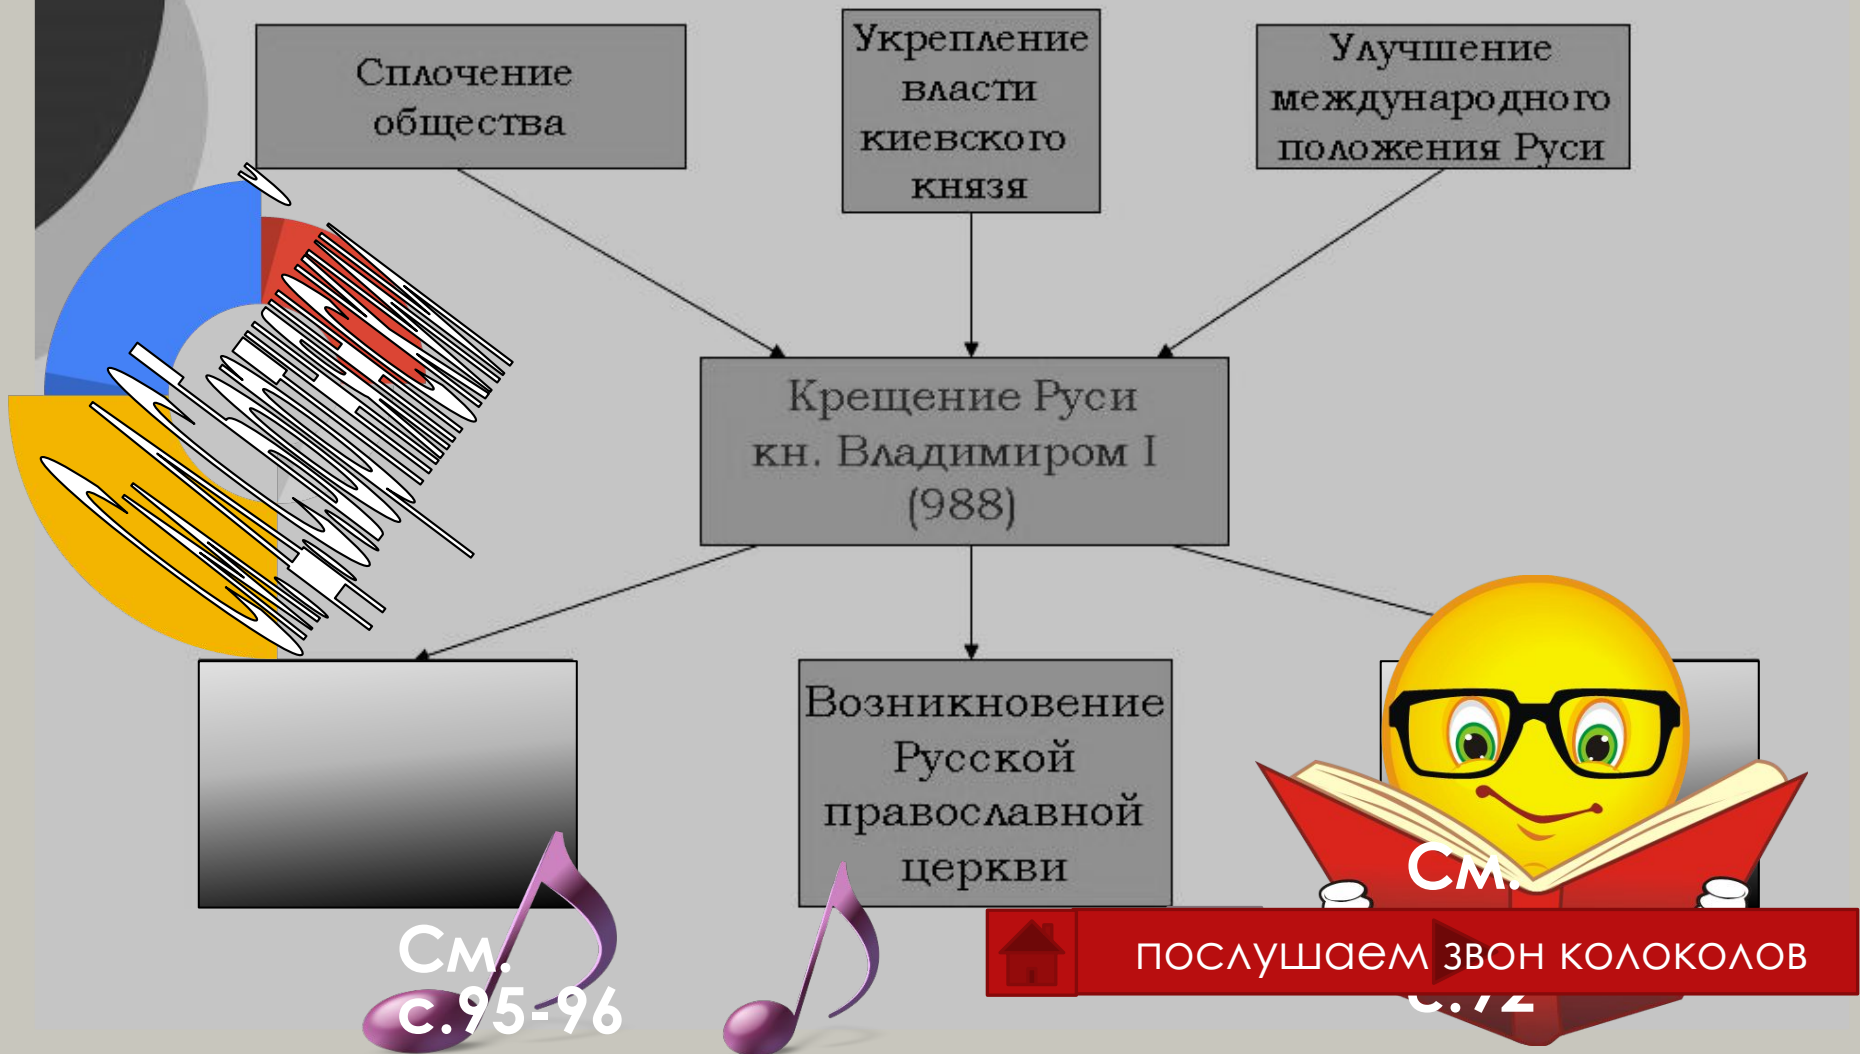 Сплочение
общества
Укрепление
власти
киевского
князя
Улучшение
международного
положения Руси
Крещение Руси
кн. Владимиром I
(988)
Возникновение
Русской
православной
церкви
См.
с.95-96
См.
послушаем звон колоколов